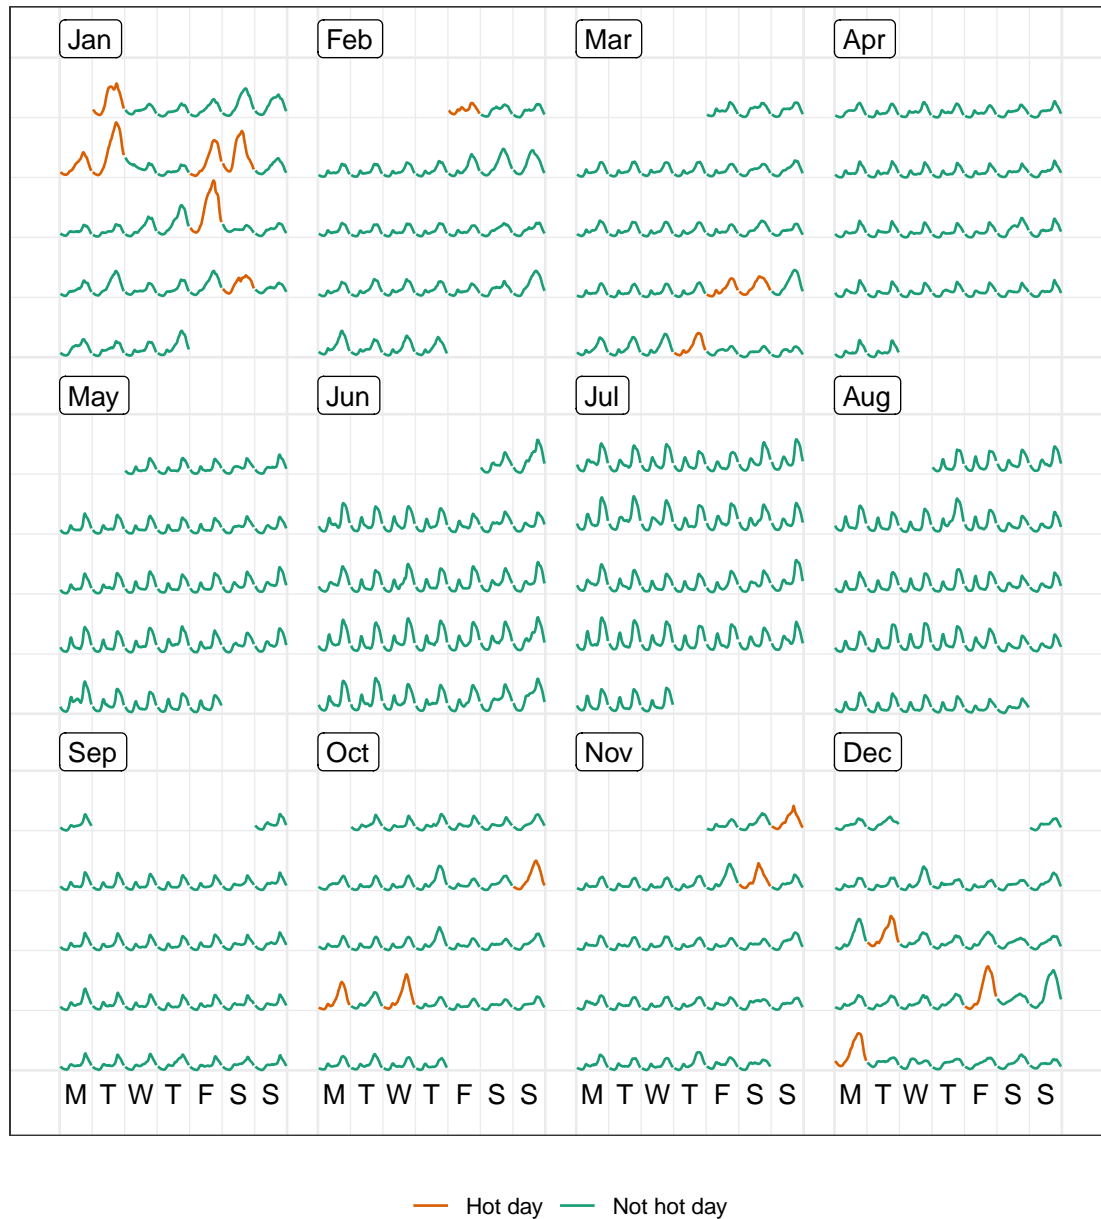 Jan Feb Mar Apr
May Jun Jul Aug
Sep Oct Nov Dec
M T W T F S S M T W T F S S M T W T F S S M T W T F S S
Hot day Not hot day